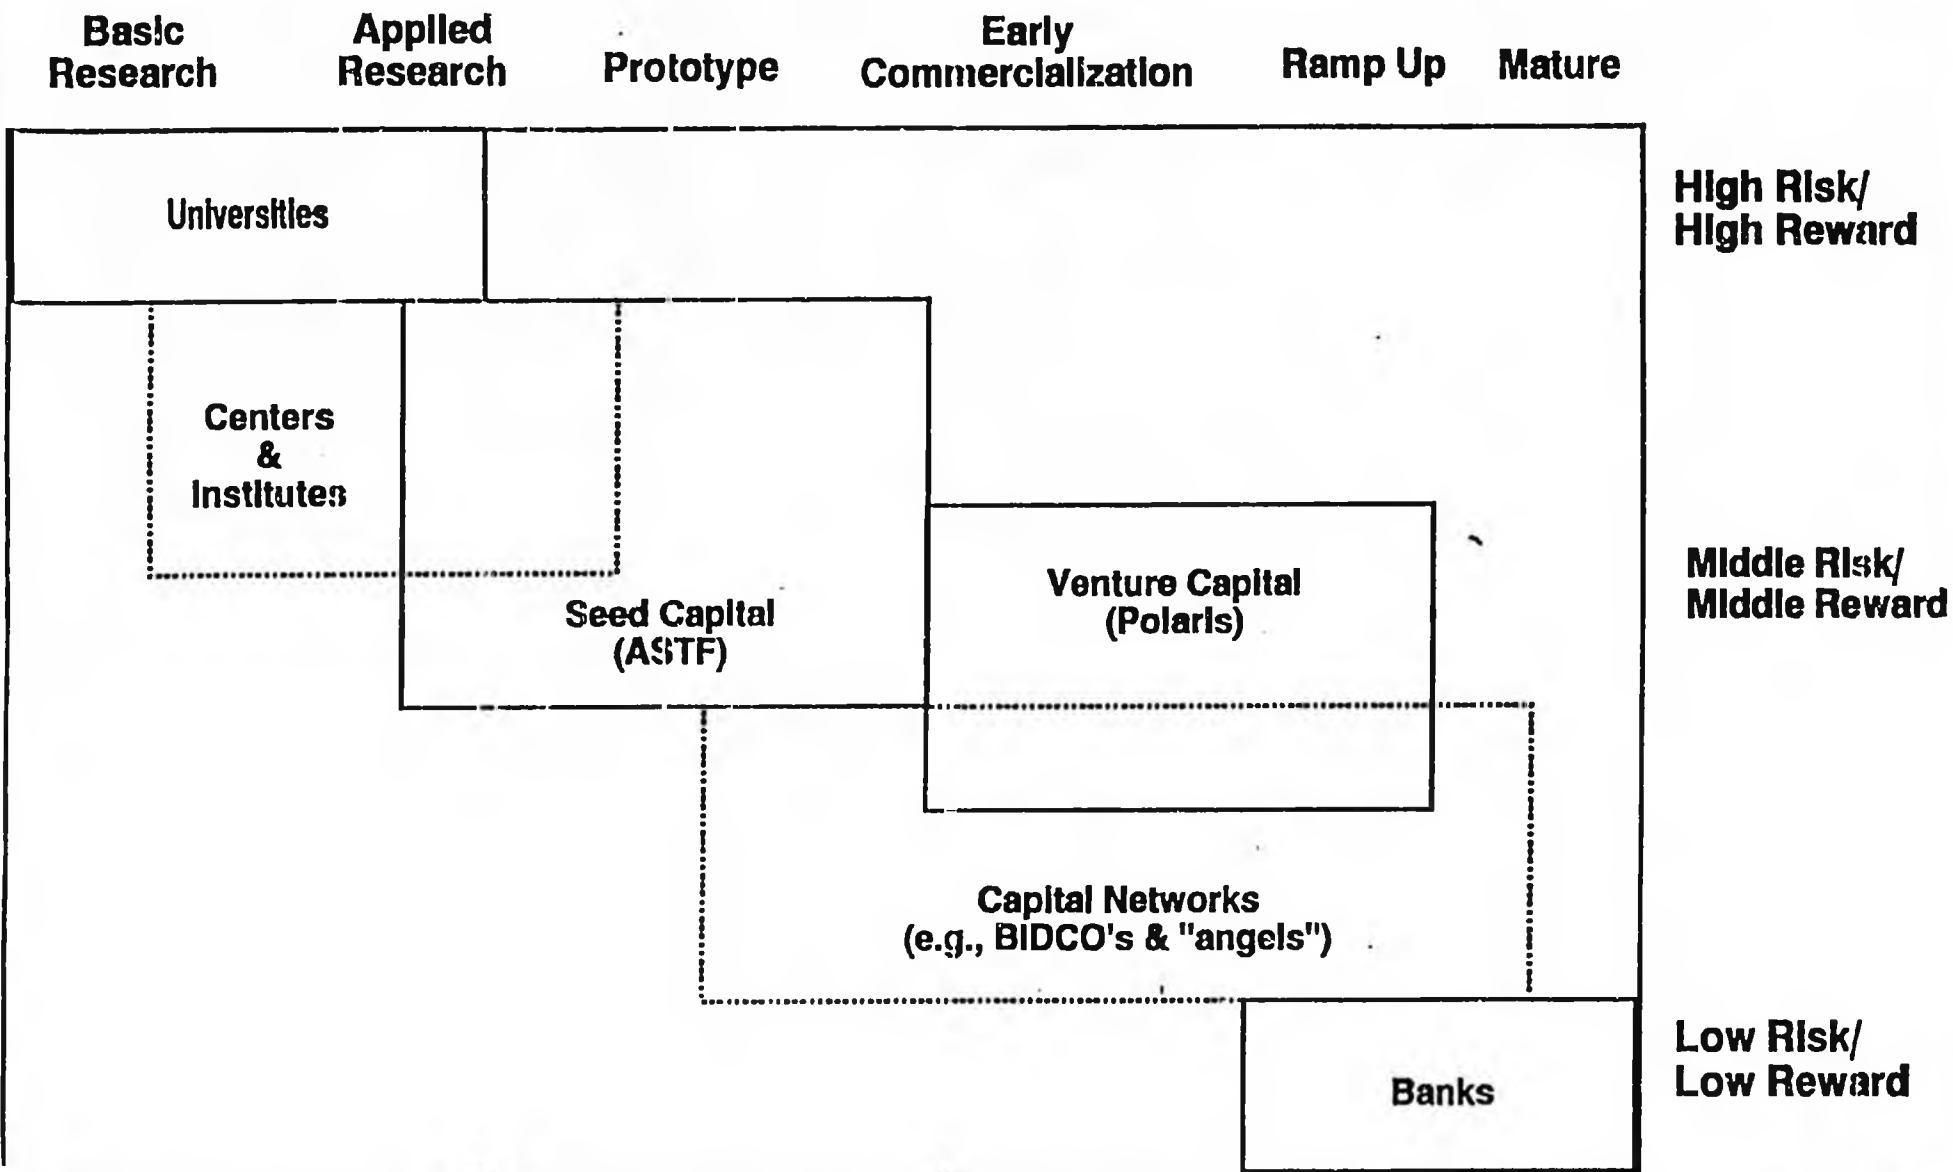 Basic
Research
Applied
Research
Prototype
Early
Commercialization
Ramp Up
Mature
Universities
High Risk/
High Reward
Centers
&
Institutes
Seed Capital
(ASTF)
Venture Capital
(Polaris)
Middle Risk/
Middle Reward
Capital Networks
(e.g., BIDCO's & "angels")
Banks
Low Risk/
Low Reward